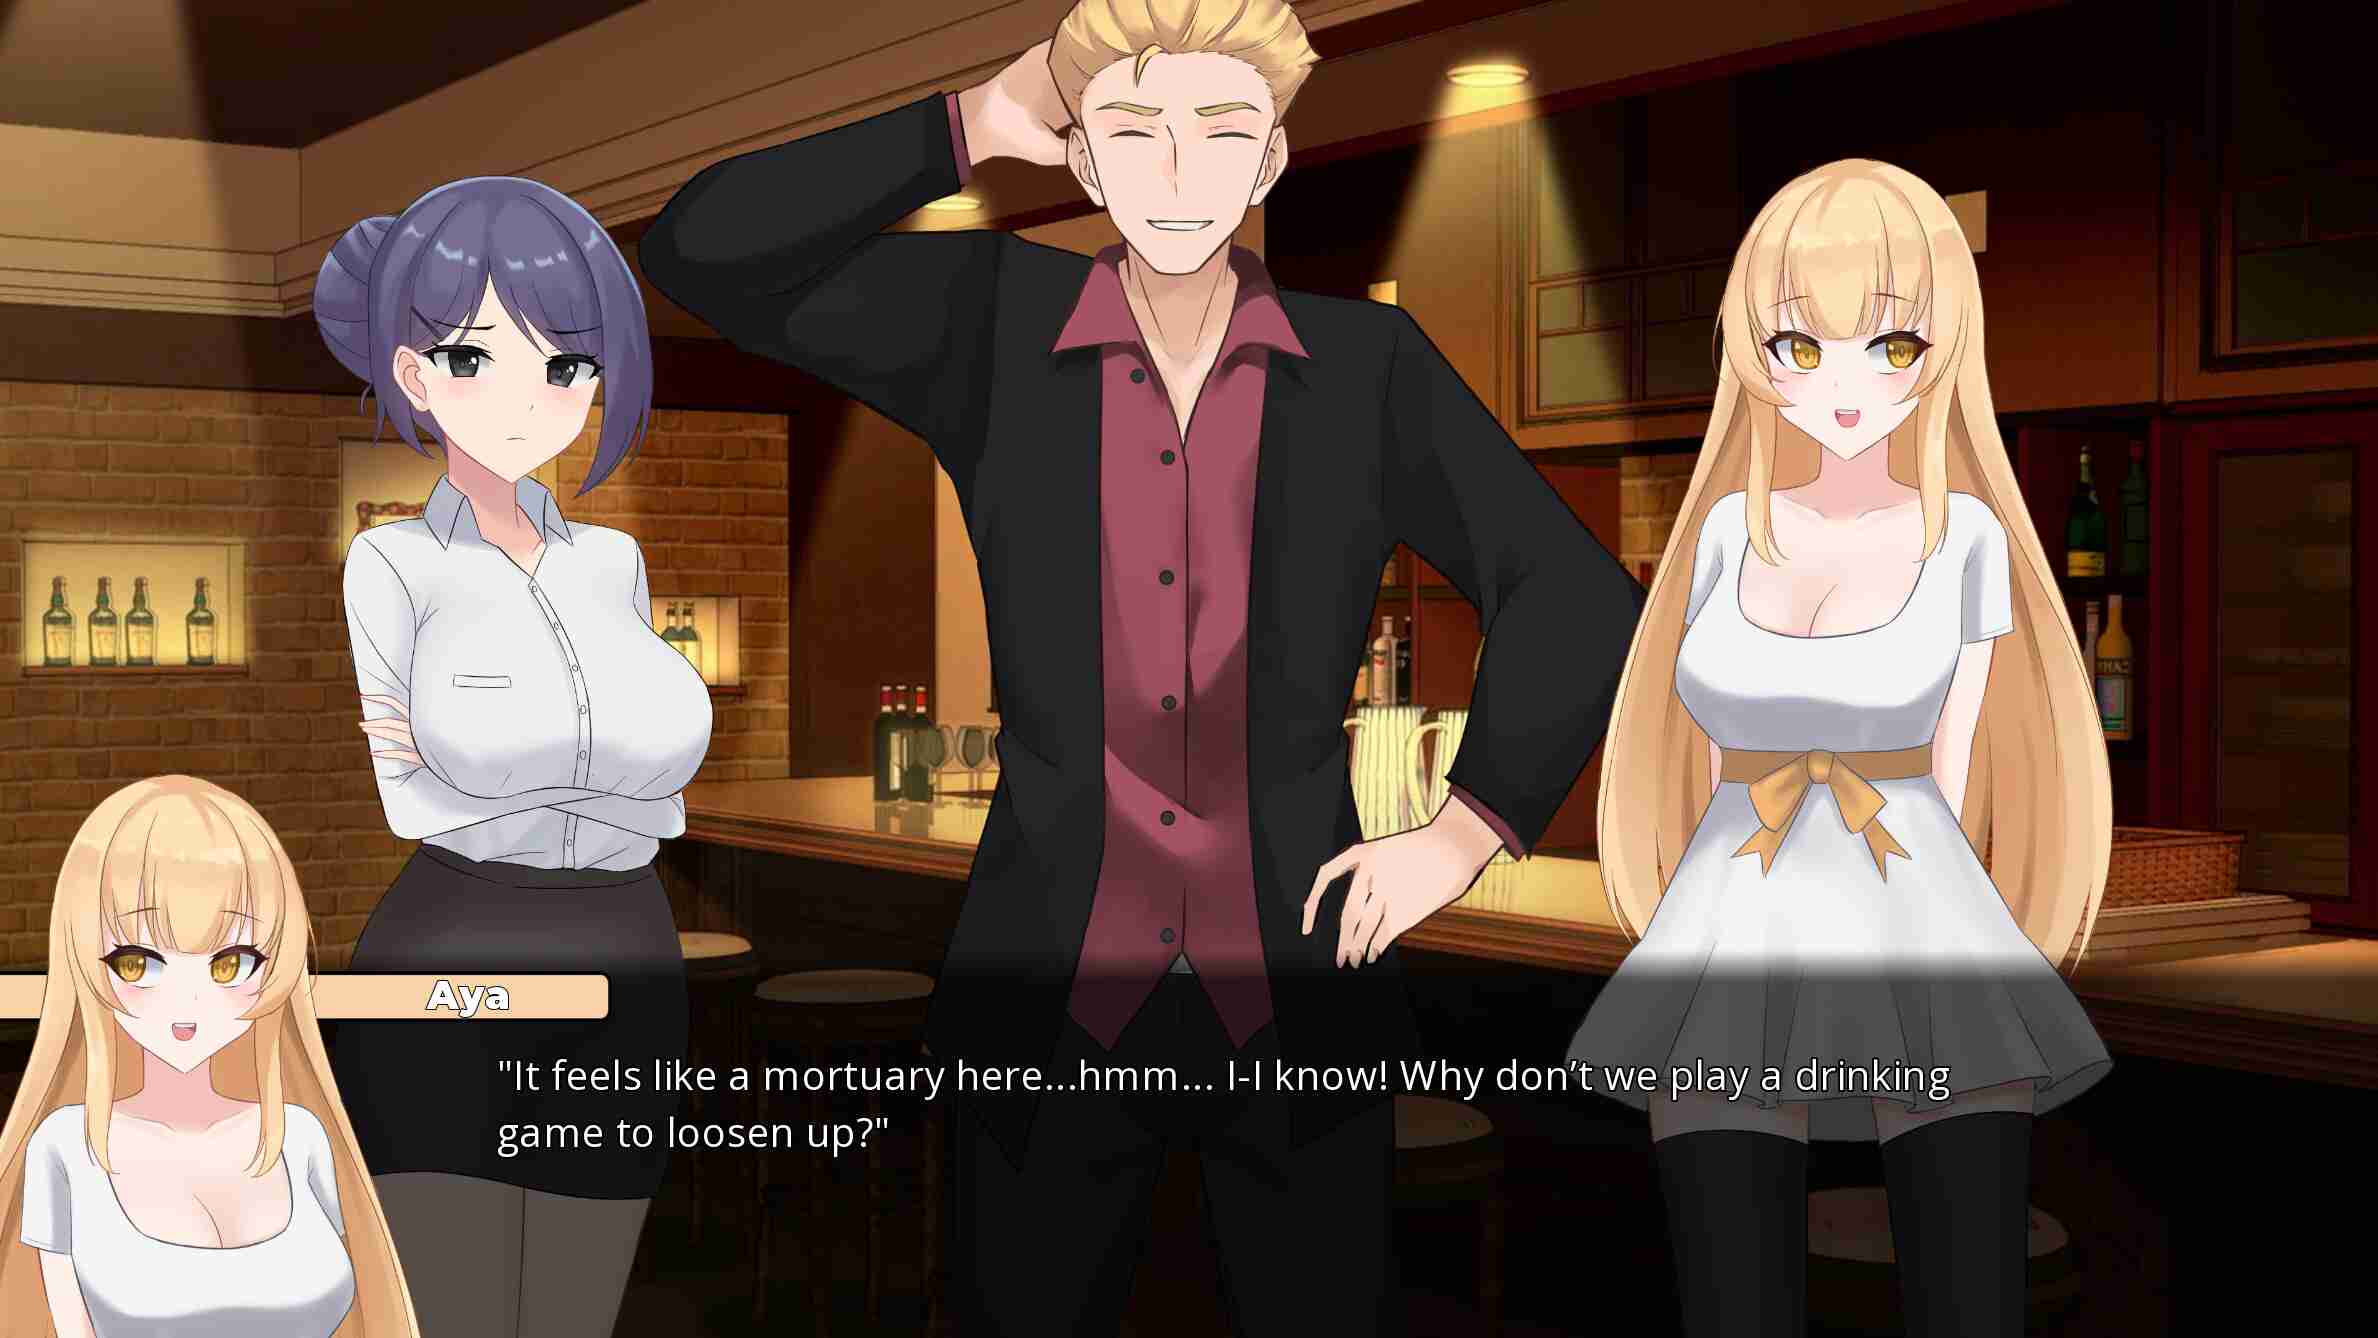 Aya
"It feels like a mortuary here...hmm... I-I know! Why don’t we play a drinking
game to loosen up?"